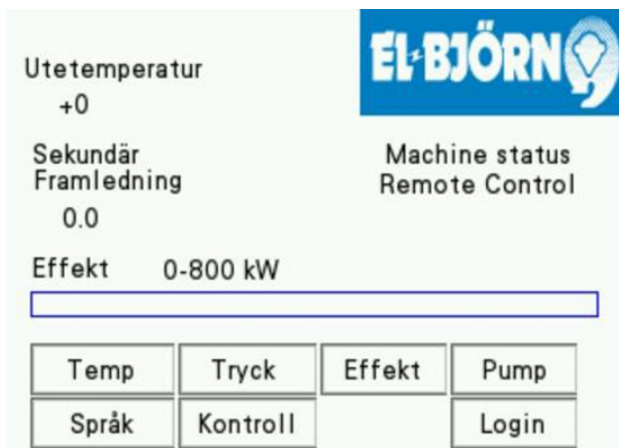 Utetemperatur
+0
EL-BJÖRN
Sekundär
Framledning
0.0
Machine status
Remote Control
Effekt 0-800 kW
Temp Tryck Effekt Pump
Språk Kontroll Login